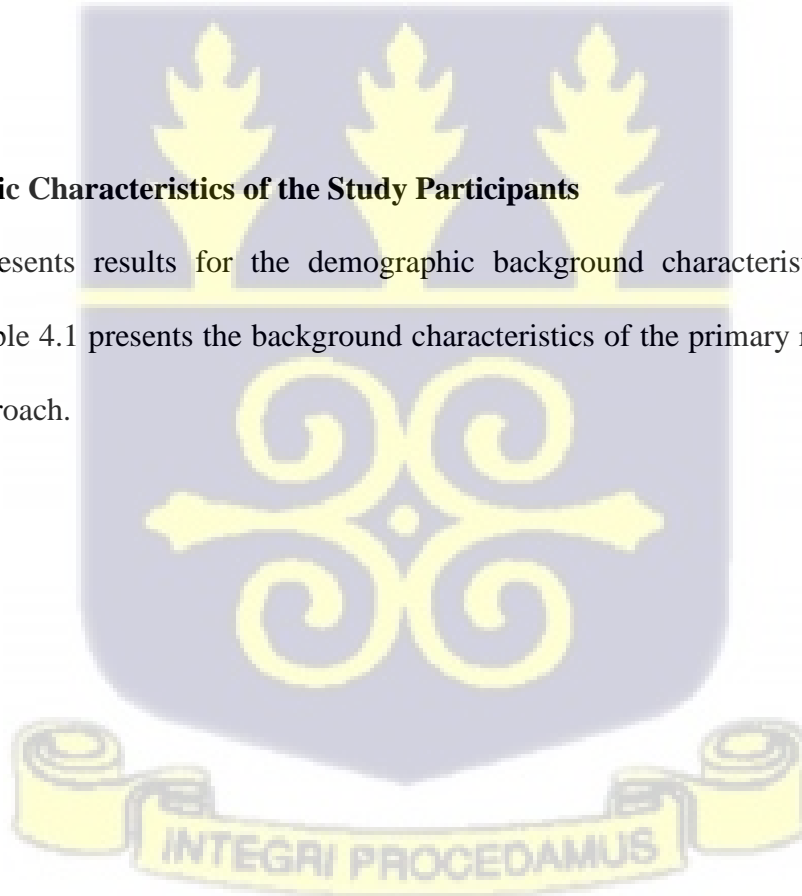 ic Characteristics of the Study Participants
esents results for the demographic background characterist
ble 4.1 presents the background characteristics of the primary
roach.
INTEGRI PROCEDAMUS